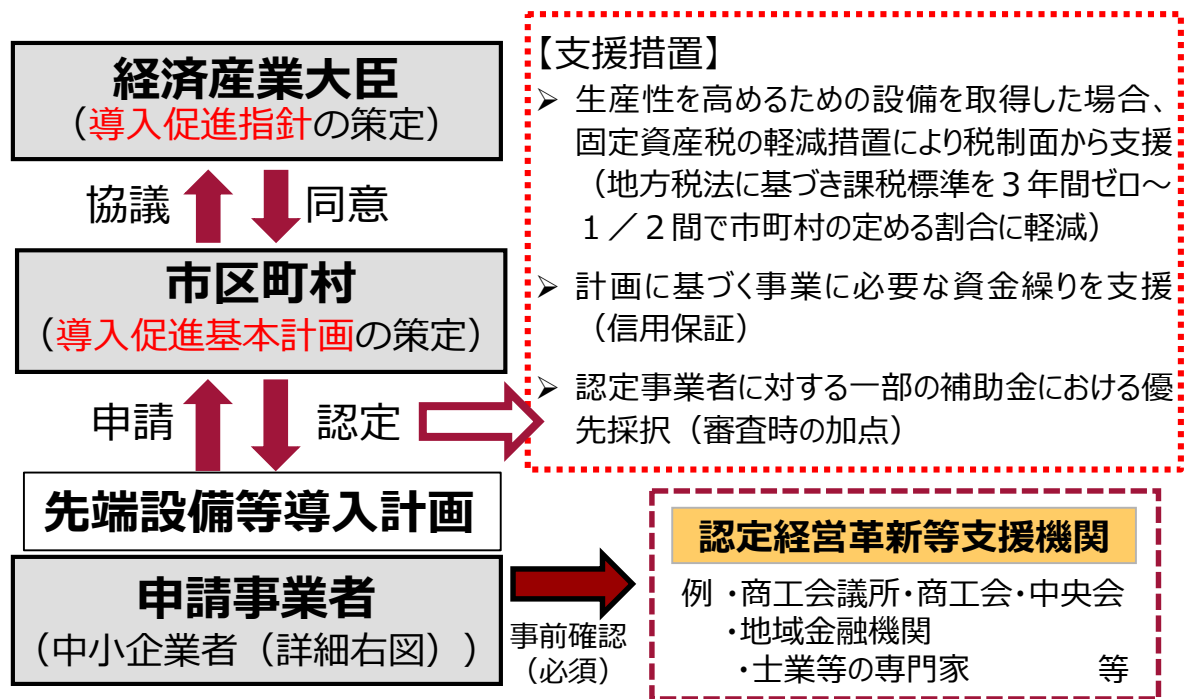 経済産業大臣
（導入促進指針の策定）
協議
同意
市区町村
（導入促進基本計画の策定）
申請
認定
先端設備等導入計画
申請事業者
（中小企業者（詳細右図））
【支援措置】
➢ 生産性を高めるための設備を取得した場合、
固定資産税の軽減措置により税制面から支援
（地方税法に基づき課税標準を３年間ゼロ～
１／２間で市町村の定める割合に軽減）
➢ 計画に基づく事業に必要な資金繰りを支援
（信用保証）
➢ 認定事業者に対する一部の補助金における優
先採択（審査時の加点）
事前確認
（必須）
認定経営革新等支援機関
例 ・商工会議所・商工会・中央会
・地域金融機関
・士業等の専門家 等